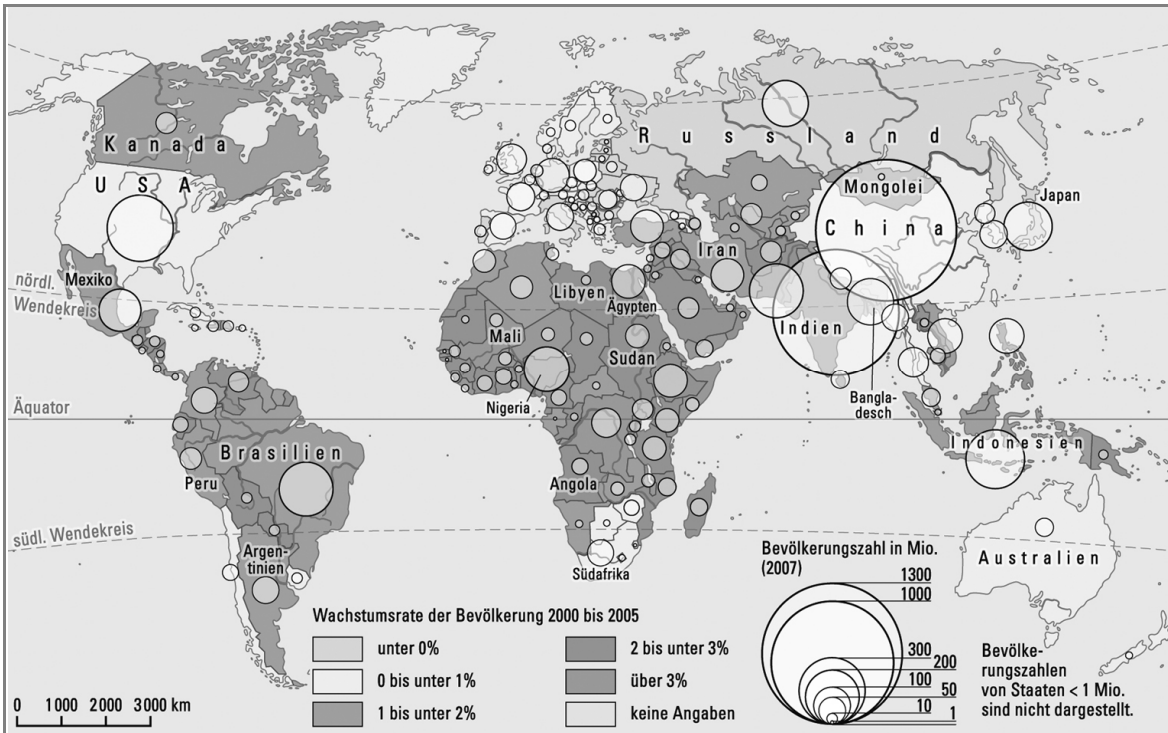 Kanada
USA
Mexiko
nördl.
Wendekreis
Äquator
Brasilien
Peru
südl. Wendekreis
Argen-
tinien
Russland
Mongolei
Japan
China
Iran
Libyen
Ägypten
Indien
Mali
Sudan
Nigeria
Bangla-
desch
Indonesien
Angola
Südafrika
Australien
Wachstumsrate der Bevölkerung 2000 bis 2005
unter 0%
0 bis unter 1%
1 bis unter 2%
2 bis unter 3%
über 3%
keine Angaben
Bevölkerungszahl in Mio.
(2007)
1300
1000
300
200
100
50
10
1
Bevölke-
rungszahlen
von Staaten < 1 Mio.
sind nicht dargestellt.
0 1000 2000 3000 km